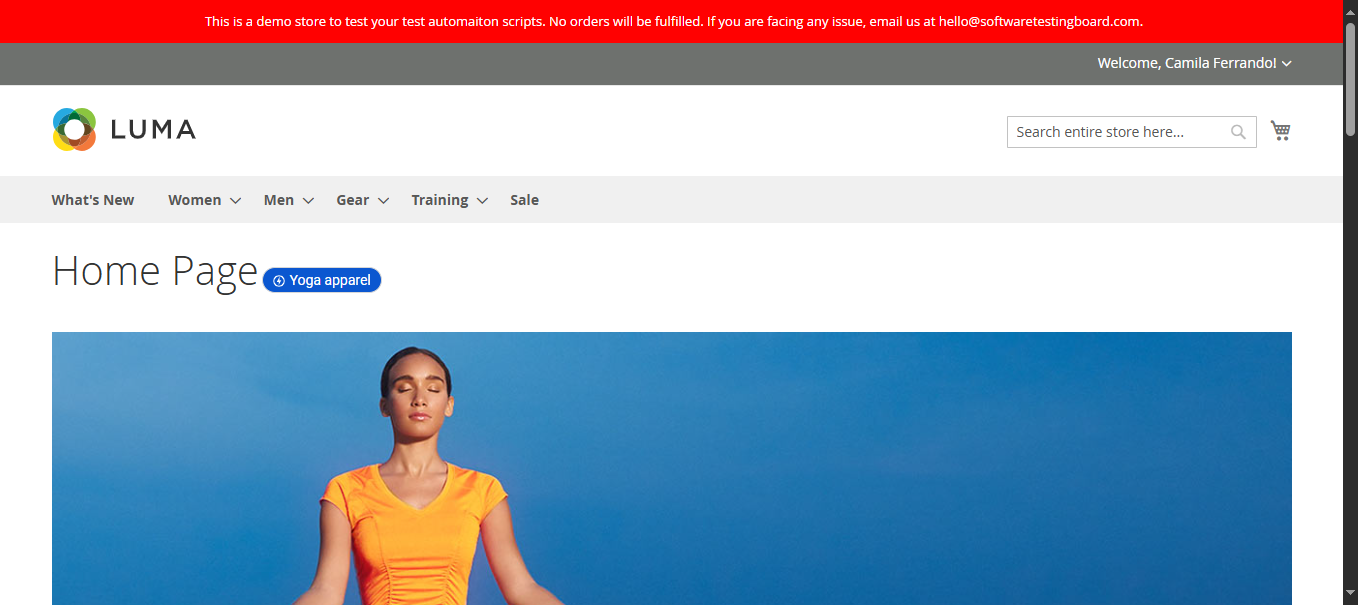 This is a demo store to test your test automaiton scripts. No orders will be fulfilled. If you are facing any issue, email us at hello@softwaretestingboard.com.
Welcome, Camila Ferrando!
LUMA
Search entire store here...
What's New Women Men Gear Training Sale
Home Page Yoga apparel